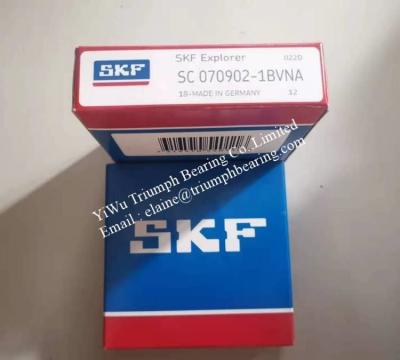 SKF Explorer 022D
SKF
SC 070902-1BVNA
18-MADE IN GERMANY 12
YiWu Triumph Bearing Co. Limited
Email : elaine@triumphbearing.com
SKF